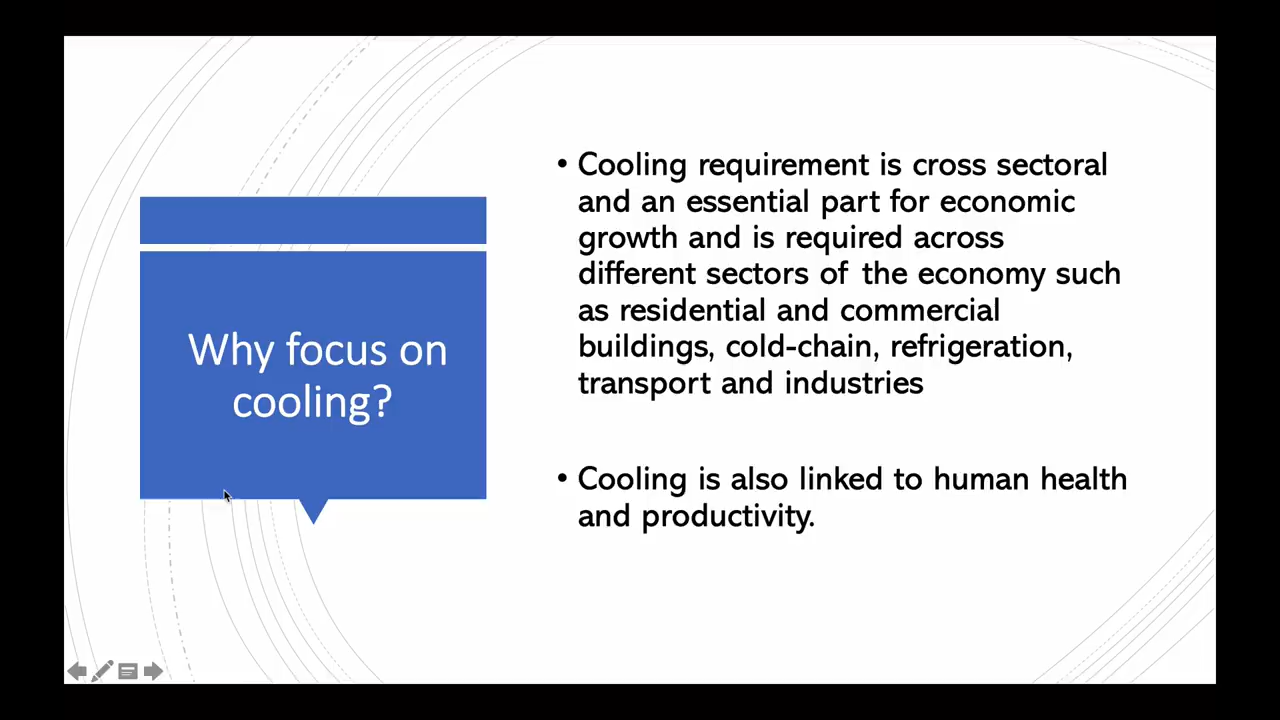 Why focus on
cooling?
• Cooling requirement is cross sectoral
and an essential part for economic
growth and is required across
different sectors of the economy such
as residential and commercial
buildings, cold-chain, refrigeration,
transport and industries
• Cooling is also linked to human health
and productivity.